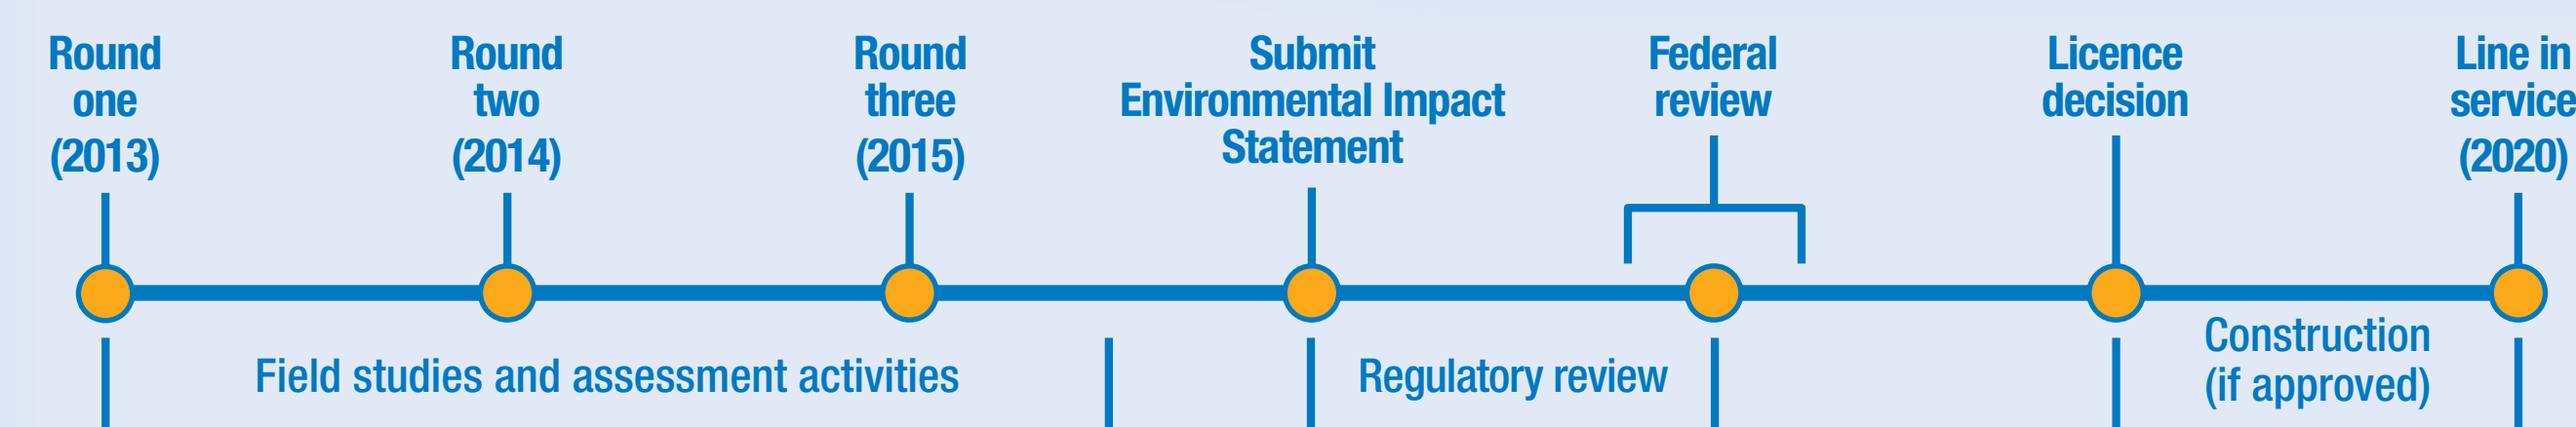 Round
one
(2013)
Round
two
(2014)
Round
three
(2015)
Submit
Environmental Impact
Statement
Federal
review
Licence
decision
Line in
service
(2020)
Field studies and assessment activities
Regulatory review
Construction
(if approved)